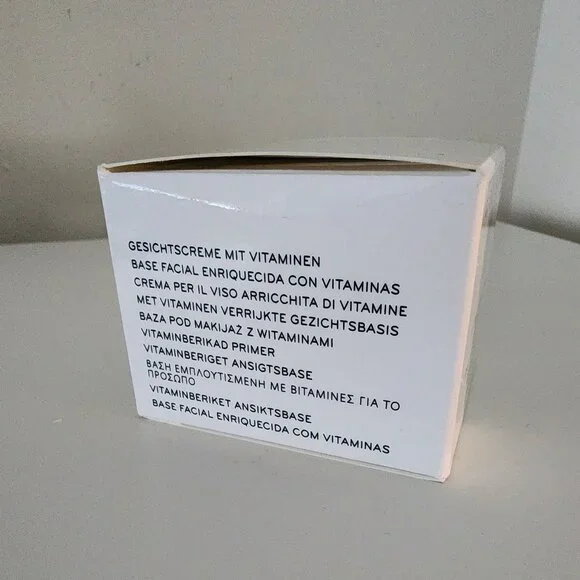 GESICHTSCREME MIT VITAMINEN
BASE FACIAL ENRIQUECIDA CON VITAMINAS
CREMA PER IL VISO ARRICCHITA DI VITAMINE
MET VITAMINEN VERRIJKTE GEZICHTSBASIS
BAZA POD MAKIJAŻ Z WITAMINAMI
VITAMINBERIKAD PRIMER
VITAMINBERIGET ANSIGTSBASE
ΒΑΣΗ ΕΜΠΛΟΥΤΙΣΜΕΝΗ ΜΕ ΒΙΤΑΜΙΝΕΣ ΓΙΑ ΤΟ
ΠΡΟΣΩΠΟ
VITAMINBERIKET ANSIKTSBASE
BASE FACIAL ENRIQUECIDA COM VITAMINAS